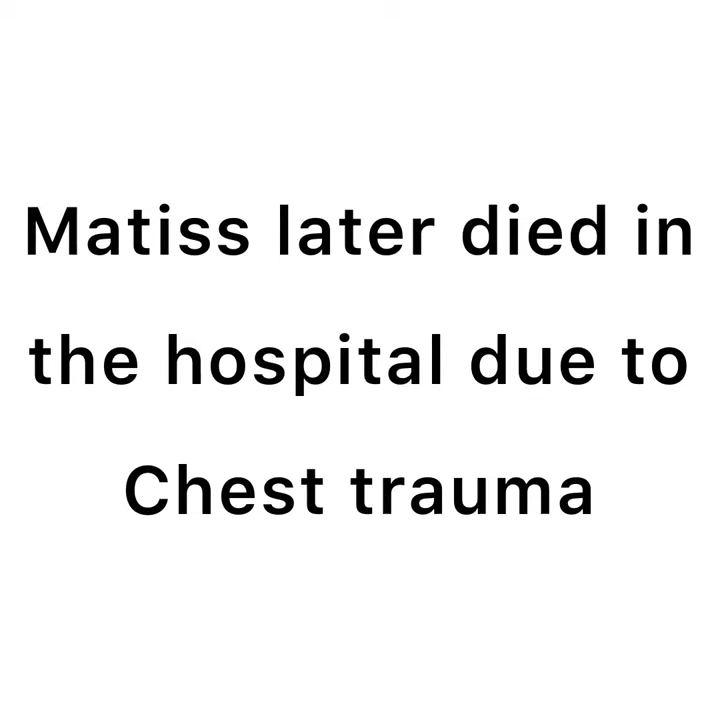 Matiss later died in
the hospital due to
Chest trauma